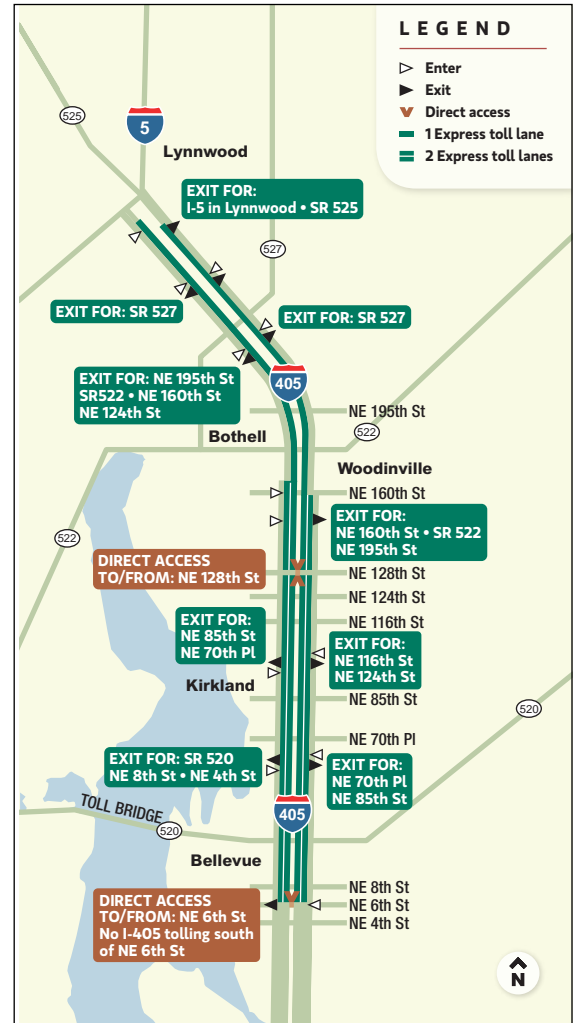 LEGEND
Enter
Exit
Direct access
1 Express toll lane
2 Express toll lanes
525
5
Lynnwood
EXIT FOR:
I-5 in Lynnwood • SR 525
527
EXIT FOR: SR 527
EXIT FOR: SR 527
EXIT FOR: NE 195th St
SR522 • NE 160th St
NE 124th St
405
NE 195th St
522
Bothell
Woodinville
NE 160th St
EXIT FOR:
NE 160th St • SR 522
NE 195th St
522
DIRECT ACCESS
TO/FROM: NE 128th St
NE 128th St
NE 124th St
NE 116th St
EXIT FOR:
NE 85th St
NE 70th Pl
EXIT FOR:
NE 116th St
NE 124th St
Kirkland
NE 85th St
520
NE 70th Pl
EXIT FOR: SR 520
NE 8th St • NE 4th St
EXIT FOR:
NE 70th Pl
NE 85th St
TOLL BRIDGE
520
405
Bellevue
NE 8th St
NE 6th St
NE 4th St
DIRECT ACCESS
TO/FROM: NE 6th St
No I-405 tolling south
of NE 6th St
N